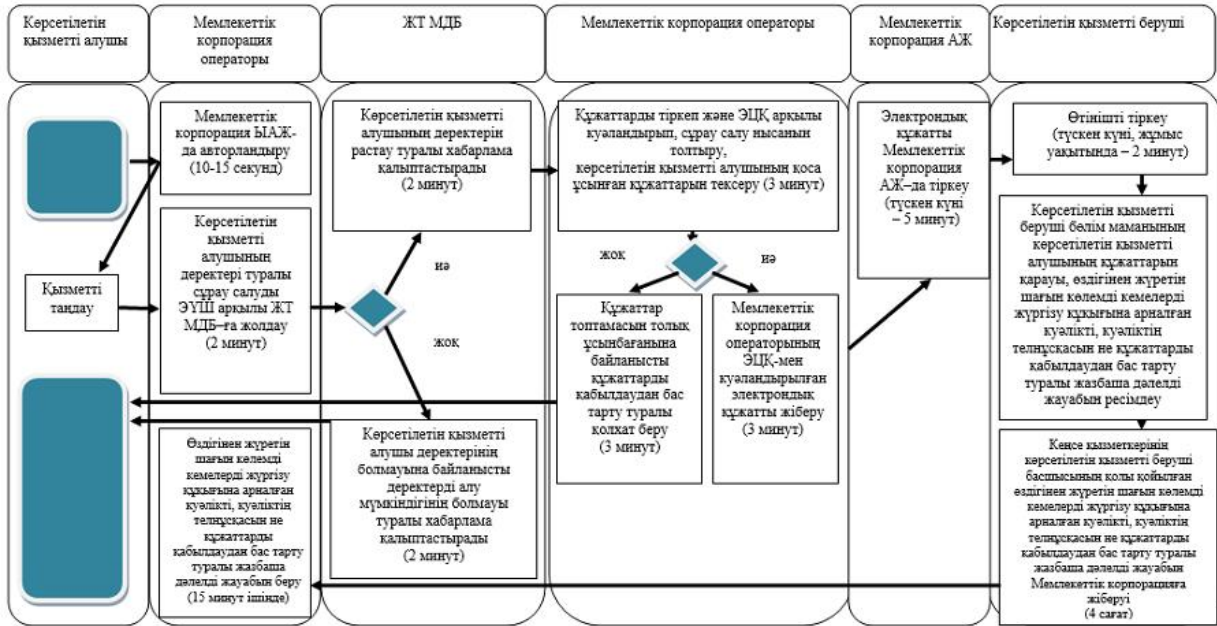 Көрсетілетін
қызметті алушы
Мемлекеттік
корпорация
операторы
ЖТ МДБ
Мемлекеттік корпорация операторы
Мемлекеттік
корпорация АЖ
Көрсетілетін қызметті беруші
Мемлекеттік
корпорация ЫАЖ-
да авторландыру
(10-15 секунд)
Көрсетілетін
қызметті
алушының
деректері туралы
сұрау салуды
ЭҮШ арқылы ЖТ
МДБ–ға жолдау
(2 минут)
Қызметті
таңдау
Көрсетілетін қызметті
алушының деректерін
растау туралы хабарлама
қалыптастырады
(2 минут)
иә
жоқ
Көрсетілетін қызметті
алушы деректерінің
болмауына байланысты
деректерді алу
мүмкіндігінің болмауы
туралы хабарлама
қалыптастырады
(2 минут)
Құжаттарды тіркеп және ЭЦҚ арқылы
куәландырып, сұрау салу нысанын
толтыру,
көрсетілетін қызметті алушының қоса
ұсынған құжаттарын тексеру (3 минут)
жоқ
иә
Құжаттар
топтамасын толық
ұсынбағанына
байланысты
құжаттарды
қабылдаудан бас
тарту туралы
қолхат беру
(3 минут)
Мемлекеттік
корпорация
операторының
ЭЦҚ-мен
куәландырылған
электрондық
құжатты жіберу
(3 минут)
Электрондық
құжатты
Мемлекеттік
корпорация
АЖ–да тіркеу
(түскен күні
– 5 минут)
Өтінішті тіркеу
(түскен күні, жұмыс
уақытында – 2 минут)
Көрсетілетін қызметті
беруші бөлім маманының
көрсетілетін қызметті
алушының құжаттарын
қарауы, өздігінен жүретін
шағын көлемді кемелерді
жүргізу құқығына арналған
куәлікті, куәліктің
телнұсқасын не құжаттарды
қабылдаудан бас тарту
туралы жазбаша дәлелді
жауабын ресімдеу
Кеңсе қызметкерінің
көрсетілетін қызметті беруші
басшысының қолы қойылған
өздігінен жүретін шағын көлемді
кемелерді жүргізу құқығына
арналған куәлікті, куәліктің
телнұсқасын не құжаттарды
қабылдаудан бас тарту туралы
жазбаша дәлелді жауабын
Мемлекеттік корпорацияға
жіберуі
(4 сағат)
Өздігінен жүретін
шағын көлемді
кемелерді жүргізу
құқығына арналған
куәлікті, куәліктің
телнұсқасын не
құжаттарды
қабылдаудан бас тарту
туралы жазбаша
дәлелді жауабын беру
(15 минут ішінде)